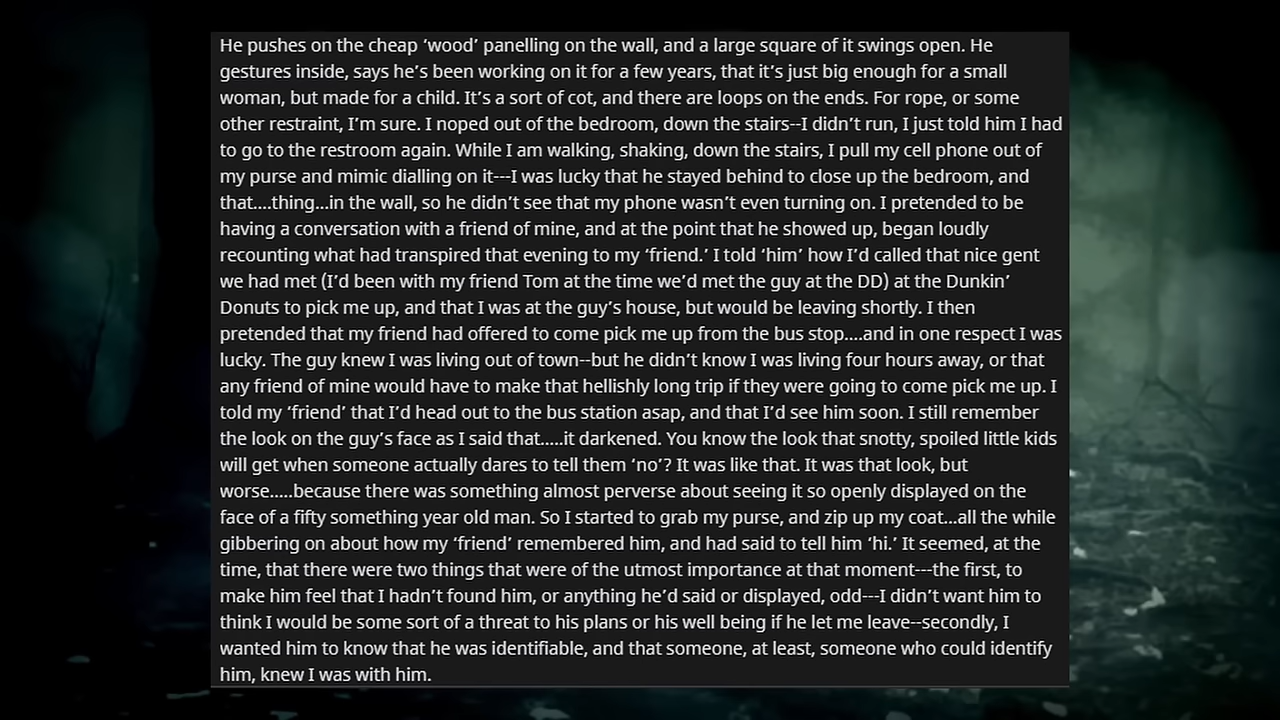 He pushes on the cheap ‘wood’ panelling on the wall, and a large square of it swings open. He
gestures inside, says he’s been working on it for a few years, that it’s just big enough for a small
woman, but made for a child. It’s a sort of cot, and there are loops on the ends. For rope, or some
other restraint, I’m sure. I noped out of the bedroom, down the stairs--I didn’t run, I just told him I had
to go to the restroom again. While I am walking, shaking, down the stairs, I pull my cell phone out of
my purse and mimic dialling on it---I was lucky that he stayed behind to close up the bedroom, and
that....thing...in the wall, so he didn’t see that my phone wasn’t even turning on. I pretended to be
having a conversation with a friend of mine, and at the point that he showed up, began loudly
recounting what had transpired that evening to my ‘friend.’ I told ‘him’ how I’d called that nice gent
we had met (I’d been with my friend Tom at the time we’d met the guy at the DD) at the Dunkin’
Donuts to pick me up, and that I was at the guy’s house, but would be leaving shortly. I then
pretended that my friend had offered to come pick me up from the bus stop....and in one respect I was
lucky. The guy knew I was living out of town--but he didn’t know I was living four hours away, or that
any friend of mine would have to make that hellishly long trip if they were going to come pick me up. I
told my ‘friend’ that I’d head out to the bus station asap, and that I’d see him soon. I still remember
the look on the guy’s face as I said that.....it darkened. You know the look that snotty, spoiled little kids
will get when someone actually dares to tell them ‘no’? It was like that. It was that look, but
worse.....because there was something almost perverse about seeing it so openly displayed on the
face of a fifty something year old man. So I started to grab my purse, and zip up my coat...all the while
gibbering on about how my ‘friend’ remembered him, and had said to tell him ‘hi.’ It seemed, at the
time, that there were two things that were of the utmost importance at that moment---the first, to
make him feel that I hadn’t found him, or anything he’d said or displayed, odd---I didn’t want him to
think I would be some sort of a threat to his plans or his well being if he let me leave--secondly, I
wanted him to know that he was identifiable, and that someone, at least, someone who could identify
him, knew I was with him.